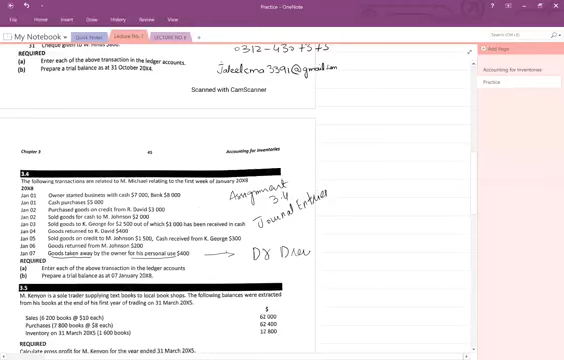 Practice - OneNote
File Home Insert Draw History Review View
My Notebook Quick Notes Lecture No. 7 LECTURE NO 8 +
Add Page
Accounting for Inventories:
Practice
31 Cheque given to M. Hinds $800.
REQUIRED
(a) Enter each of the above transaction in the ledger accounts.
(b) Prepare a trial balance as at 31 October 20X4.
Jaleelcma3391@gmail.com
Scanned with CamScanner
Chapter 3 45 Accounting for Inventories
3.4
The following transactions are related to M. Michael relating to the first week of January 20X8
20X8
Jan 01 Owner started business with cash $7 000, Bank $8 000
Jan 01 Cash purchases $5 000
Jan 02 Purchased goods on credit from R. David $3 000
Jan 02 Sold goods for cash to M. Johnson $2 000
Jan 03 Sold goods to K. George for $2 500 out of which $1 000 has been received in cash
Jan 04 Goods returned to R. David $400
Jan 05 Sold goods on credit to M. Johnson $1 500, Cash received from K. George $300
Jan 06 Goods returned from M. Johnson $200
Jan 07 Goods taken away by the owner for his personal use $400
REQUIRED
(a) Enter each of the above transaction in the ledger accounts
(b) Prepare a trial balance as at 07 January 20X8.
Assignment
3.4
Journal Entries
Dr Drew
3.5
M. Kenyon is a sole trader supplying text books to local book shops. The following balances were extracted
from his books at the end of his first year of trading on 31 March 20X5.
$
Sales (6 200 books @ $10 each) 62 000
Purchases (7 800 books @ $8 each) 62 400
Inventory on 31 March 20X5 (1 600 books) 12 800
REQUIRED
Calculate gross profit for M. Kenyon for the year ended 31 March 20X5.